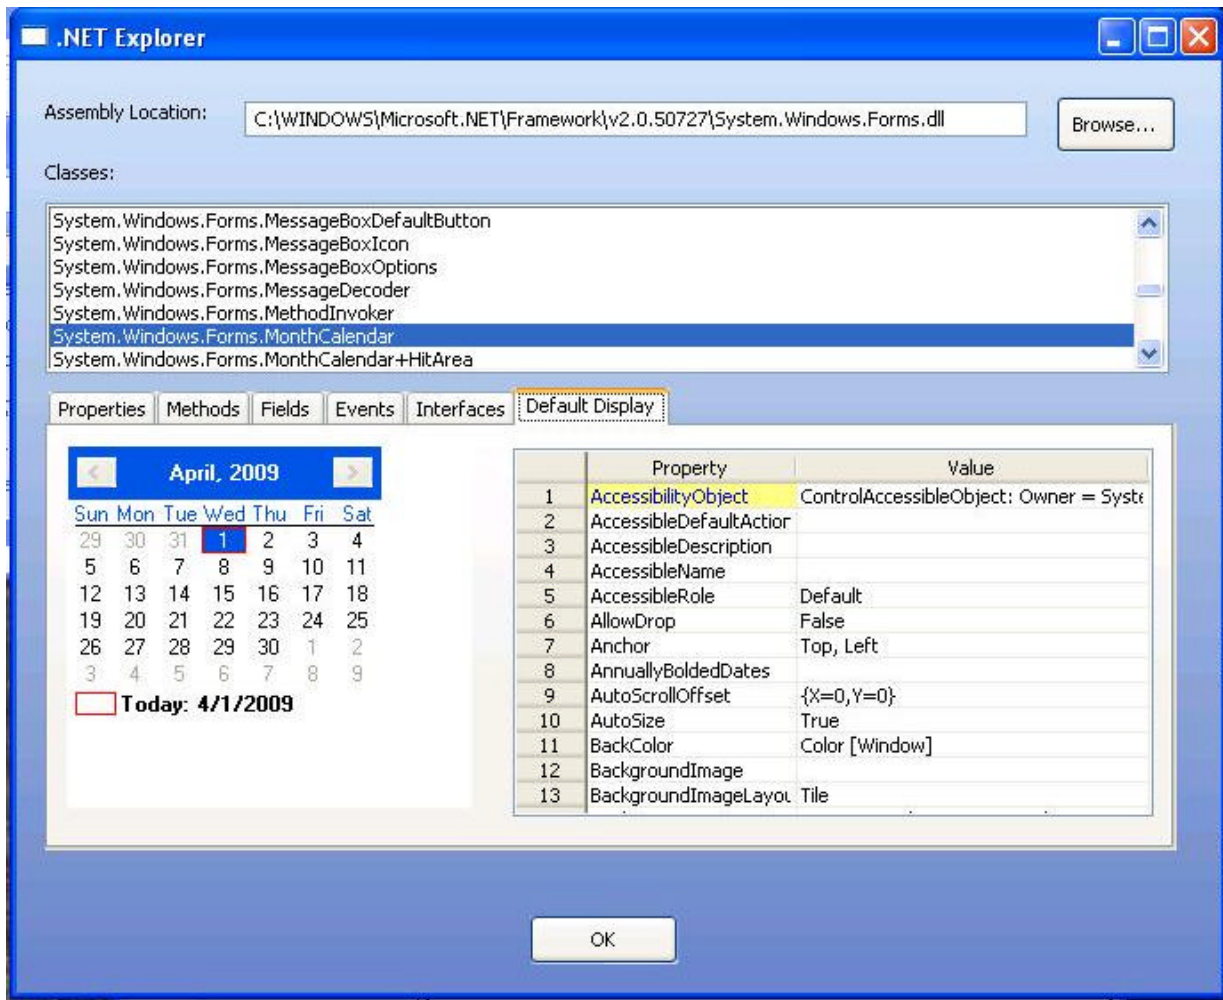 .NET Explorer
Assembly Location:
C:\WINDOWS\Microsoft.NET\Framework\v2.0.50727\System.Windows.Forms.dll
Browse...
Classes:
System.Windows.Forms.MessageBoxDefaultButton
System.Windows.Forms.MessageBoxIcon
System.Windows.Forms.MessageBoxOptions
System.Windows.Forms.MessageDecoder
System.Windows.Forms.MethodInvoker
System.Windows.Forms.MonthCalendar
System.Windows.Forms.MonthCalendar+HitArea
Properties Methods Fields Events Interfaces Default Display
April, 2009
Sun Mon Tue Wed Thu Fri Sat
29 30 31 1 2 3 4
5 6 7 8 9 10 11
12 13 14 15 16 17 18
19 20 21 22 23 24 25
26 27 28 29 30 1 2
3 4 5 6 7 8 9
Today: 4/1/2009
Property Value
1 AccessibilityObject ControlAccessibleObject: Owner = Syste
2 AccessibleDefaultAction
3 AccessibleDescription
4 AccessibleName
5 AccessibleRole Default
6 AllowDrop False
7 Anchor Top, Left
8 AnnuallyBoldedDates
9 AutoScrollOffset {X=0,Y=0}
10 AutoSize True
11 BackColor Color [Window]
12 BackgroundImage
13 BackgroundImageLayou Tile
OK